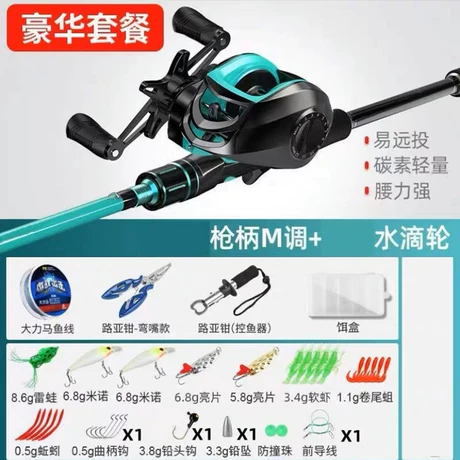 豪华套餐
易远投
碳素轻量
腰力强
枪柄M调+ 水滴轮
大力马鱼线 路亚钳-弯嘴款 路亚钳(控鱼器) 饵盒
8.6g雷蛙 6.8g米诺 6.8g米诺 6.8g亮片 5.8g亮片 3.4g软虾 1.1g卷尾蛆
X1 X1 X1 X1 X1
0.5g蚯蚓 0.5g曲柄钩 3.8g铅头钩 3.3g铅坠 防撞珠 前导线